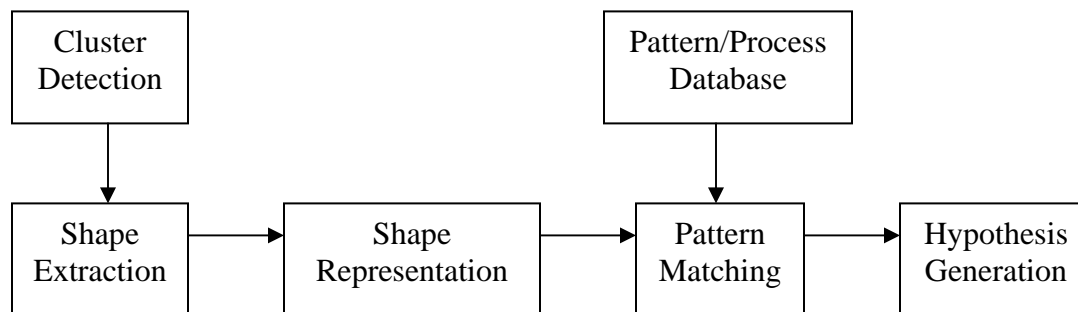 Cluster
Detection
Pattern/Process
Database
Shape
Extraction
Shape
Representation
Pattern
Matching
Hypothesis
Generation